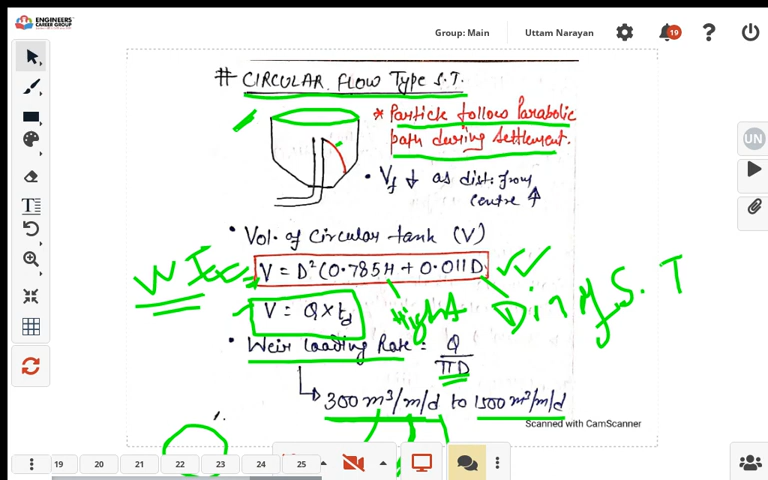 ENGINEERS
CAREER GROUP
Group: Main
Uttam Narayan
19
# CIRCULAR FLOW Type S.T.
* Particle follow Parabolic
path during Settlement.
• Vf ↓ as dist. from
centre ↑
• Vol. of Circular tank (V)
V = D²(0.785H + 0.011D
V = Q×td
Hight
Dia of S.T
• Weir loading Rate = Q
πD
300 m³/m/d to 1500 m³/m/d
Scanned with CamScanner
UN
19 20 21 22 23 24 25